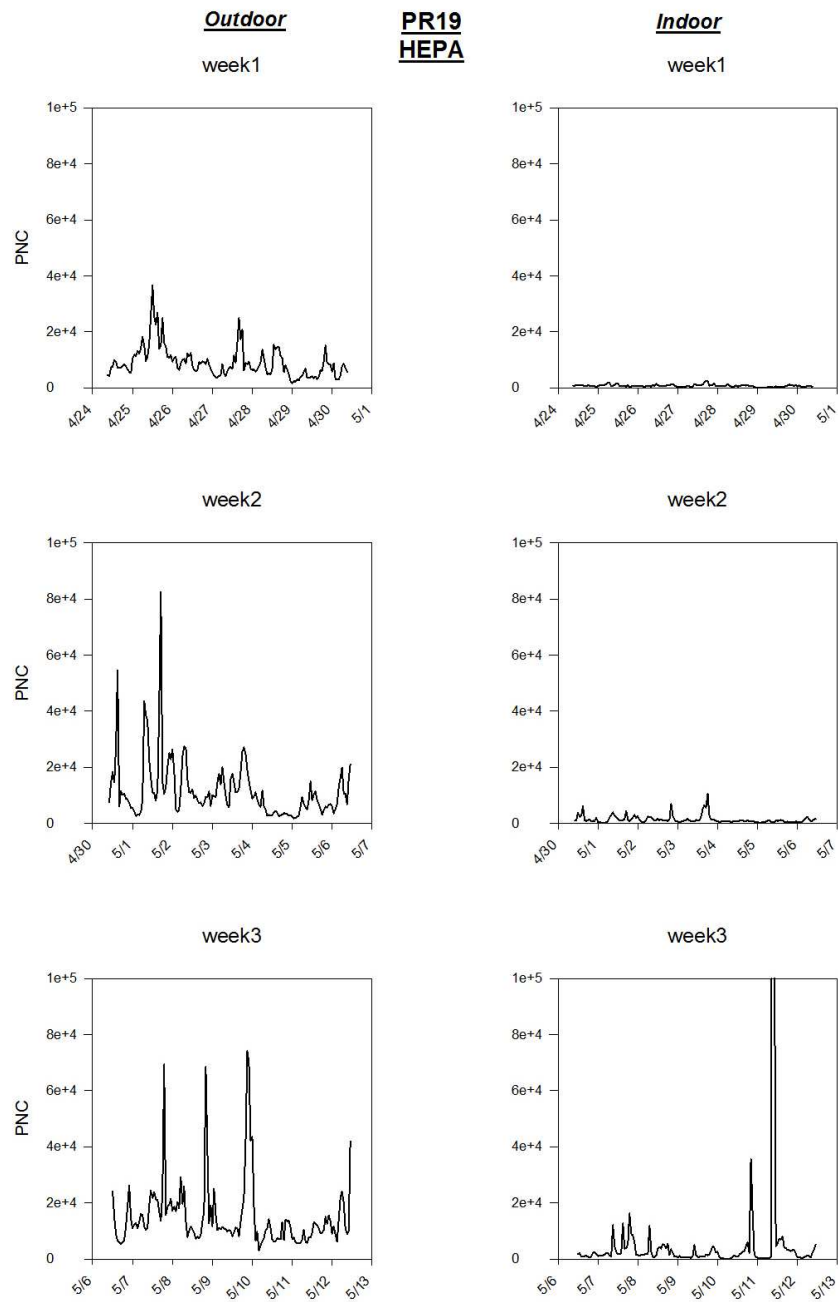 Outdoor
PR19
HEPA
Indoor
week1
week1
1e+5
8e+4
6e+4
4e+4
2e+4
0
PNC
4/24
4/25
4/26
4/27
4/28
4/29
4/30
5/1
1e+5
8e+4
6e+4
4e+4
2e+4
0
4/24
4/25
4/26
4/27
4/28
4/29
4/30
5/1
week2
week2
1e+5
8e+4
6e+4
4e+4
2e+4
0
PNC
4/30
5/1
5/2
5/3
5/4
5/5
5/6
5/7
1e+5
8e+4
6e+4
4e+4
2e+4
0
4/30
5/1
5/2
5/3
5/4
5/5
5/6
5/7
week3
week3
1e+5
8e+4
6e+4
4e+4
2e+4
0
PNC
5/6
5/7
5/8
5/9
5/10
5/11
5/12
5/13
1e+5
8e+4
6e+4
4e+4
2e+4
0
5/6
5/7
5/8
5/9
5/10
5/11
5/12
5/13